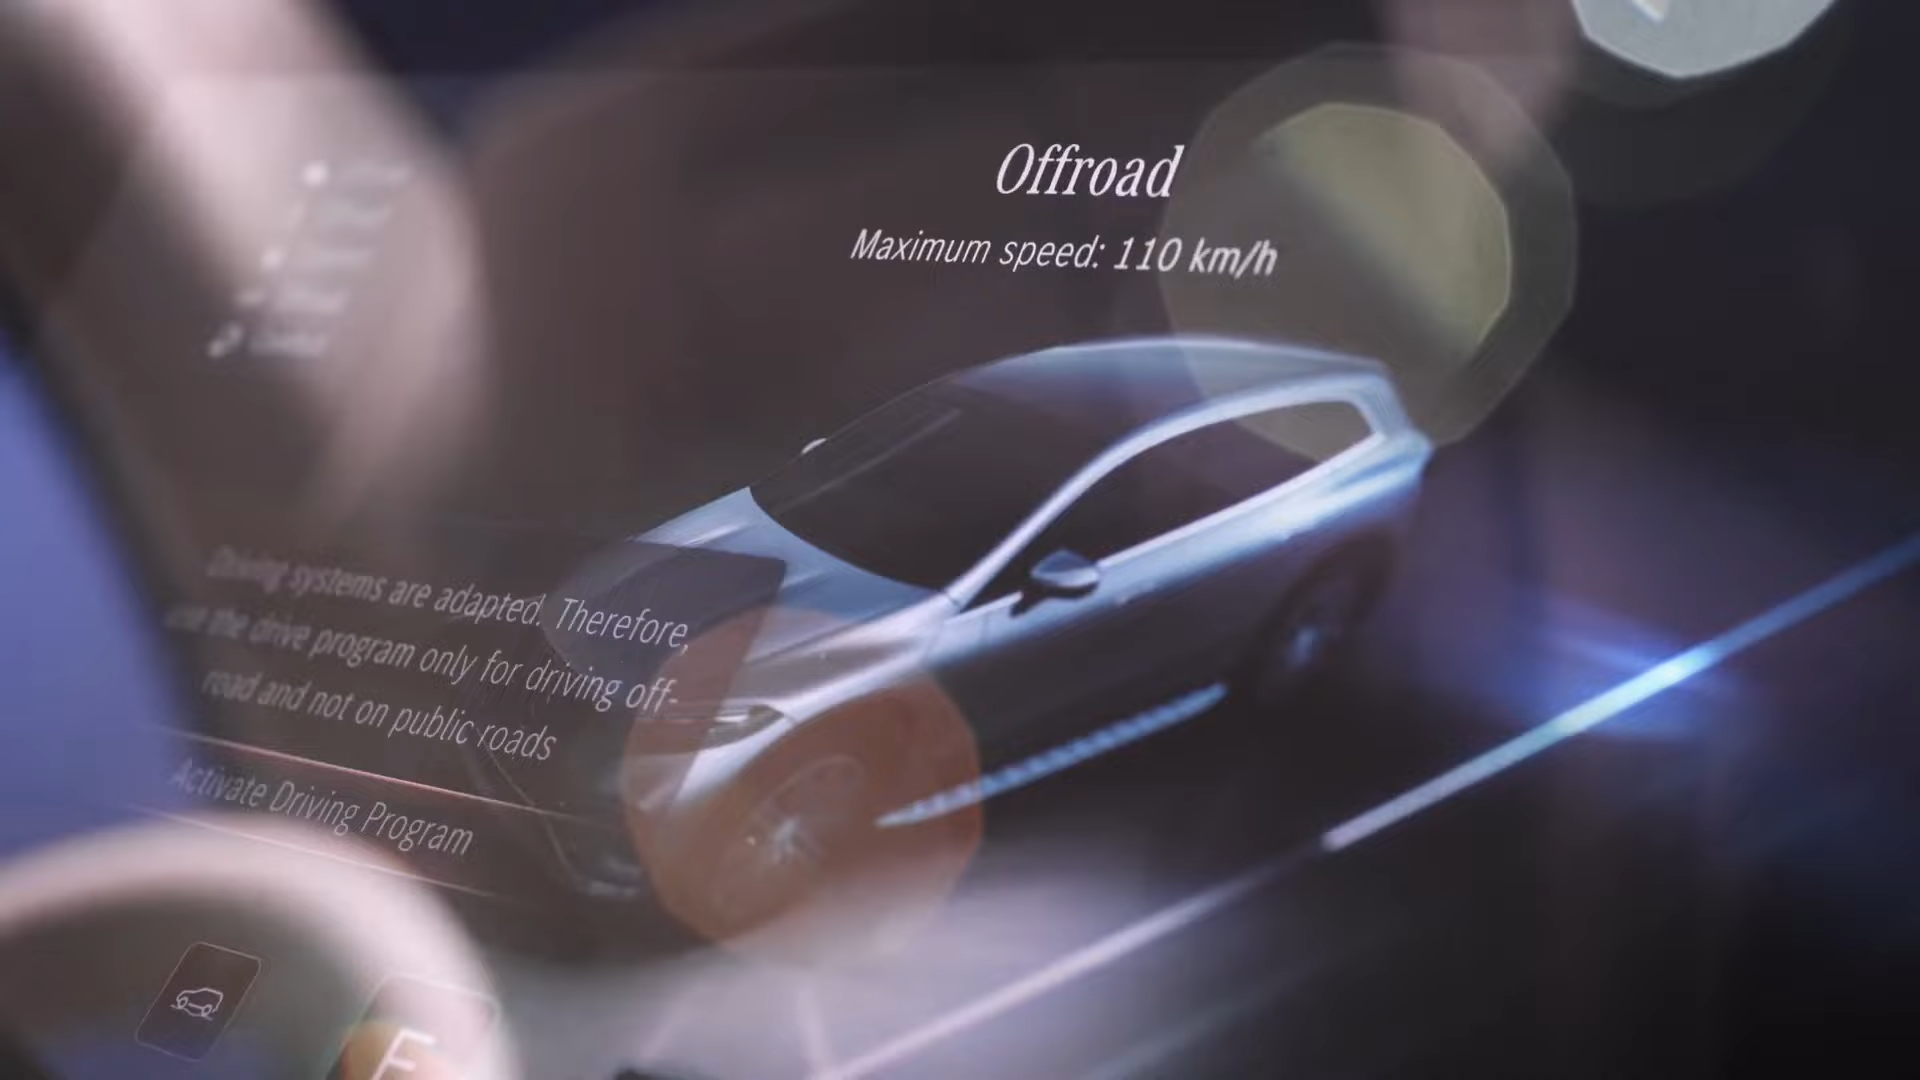 Offroad
Maximum speed: 110 km/h
Driving systems are adapted. Therefore,
use the drive program only for driving off-
road and not on public roads
Activate Driving Program